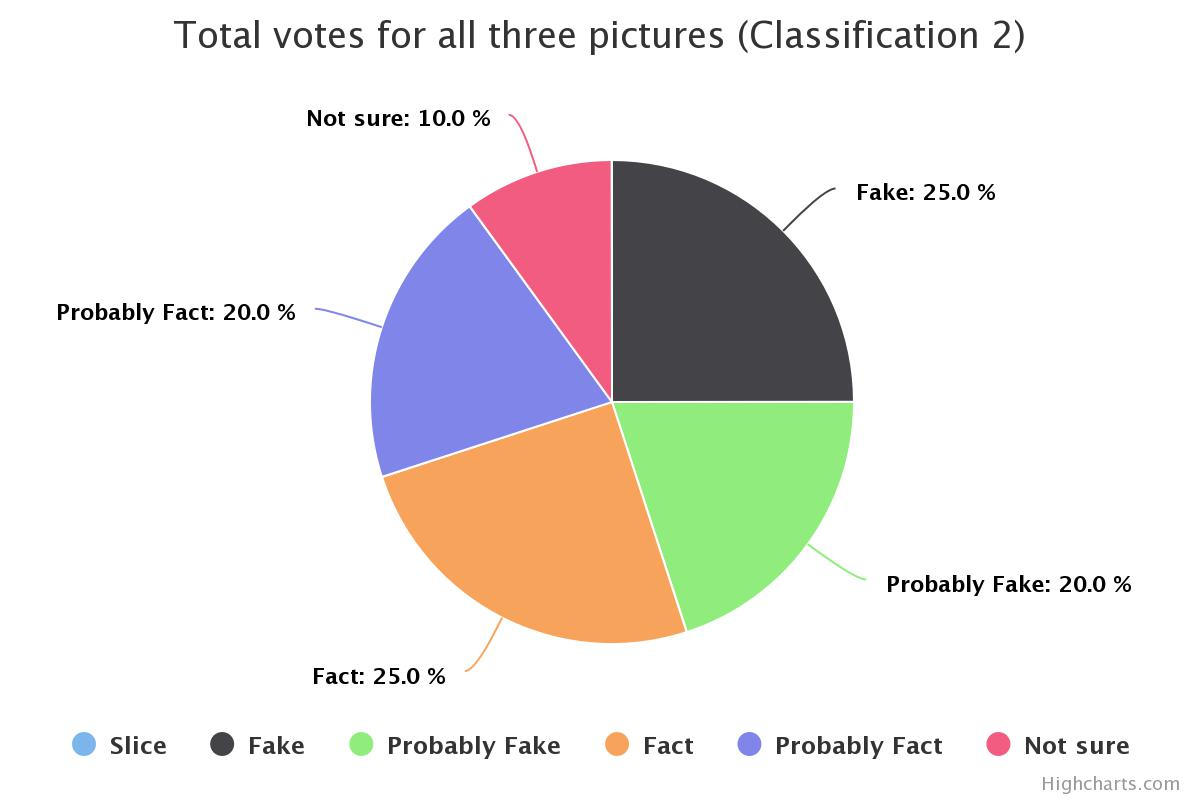 Total votes for all three pictures (Classification 2)
Not sure: 10.0 %
Fake: 25.0 %
Probably Fact: 20.0 %
Probably Fake: 20.0 %
Fact: 25.0 %
Slice Fake Probably Fake Fact Probably Fact Not sure
Highcharts.com